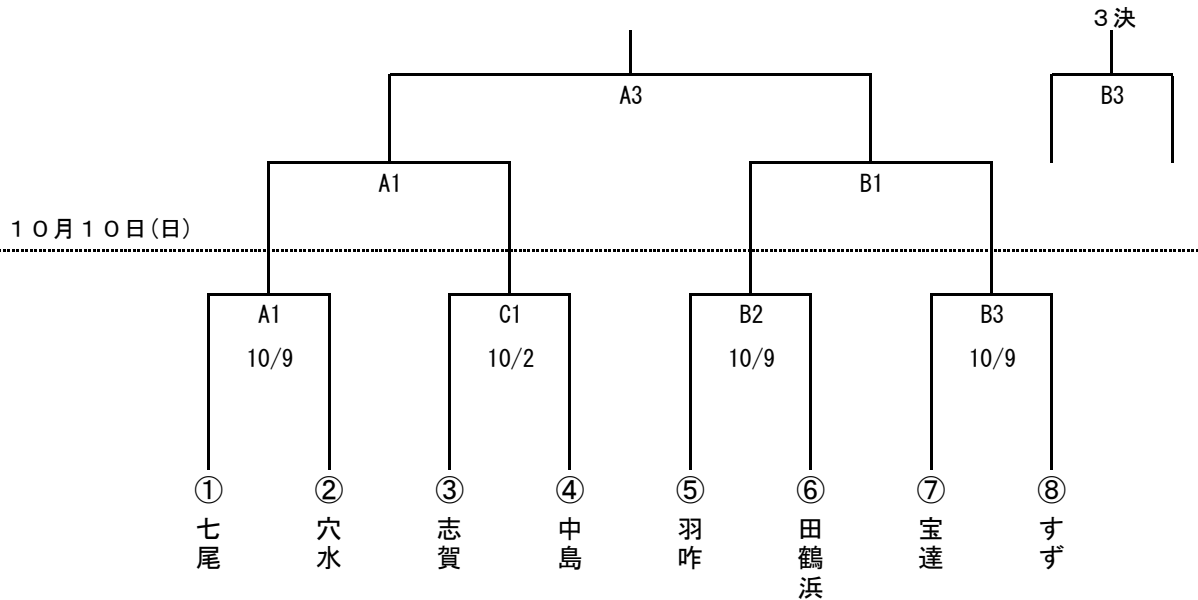 ３決
A3
B3
A1
B1
１０月１０日(日)
A1
C1
B2
B3
10/9
10/2
10/9
10/9
①
②
③
④
⑤
⑥
⑦
⑧
七尾
穴水
志賀
中島
羽咋
田鶴浜
宝達
すず